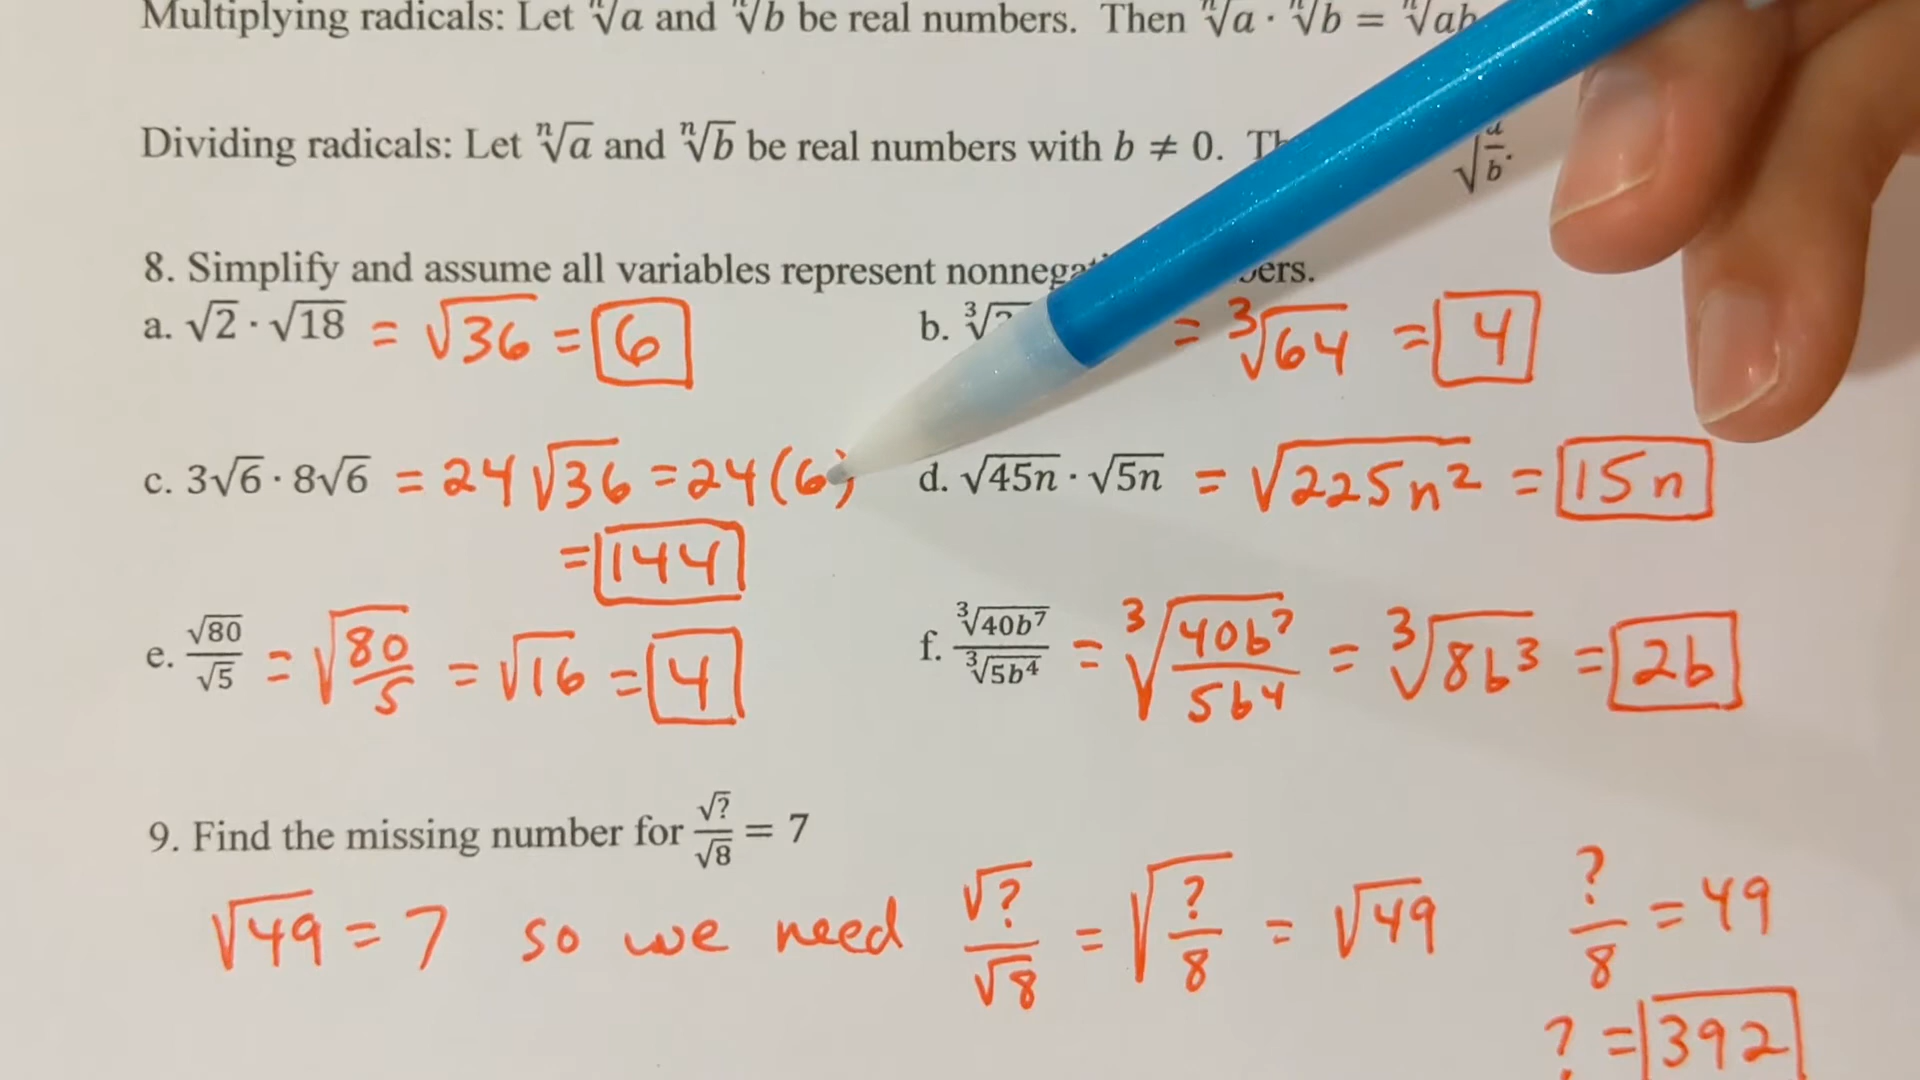 Multiplying radicals: Let ⁿ√a and ⁿ√b be real numbers. Then ⁿ√a · ⁿ√b = ⁿ√ab
Dividing radicals: Let ⁿ√a and ⁿ√b be real numbers with b ≠ 0. √a/b.
8. Simplify and assume all variables represent
a. √2 · √18 = √36 = 6
b. ³√ = ³√64 = 4
c. 3√6 · 8√6 = 24√36 = 24(6)
= 144
d. √45n · √5n = √225n² = 15n
e. √80/√5 = √80/5 = √16 = 4
f. ³√40b⁷/³√5b⁴ = ³√40b⁷/5b⁴ = ³√8b³ = 2b
9. Find the missing number for √?/√8 = 7
√49 = 7 so we need √?/√8 = √?/8 = √49
?/8 = 49
? = 392